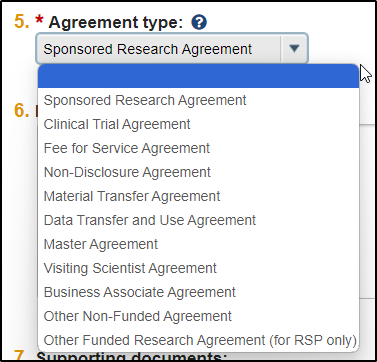 5. * Agreement type: ?
Sponsored Research Agreement
Sponsored Research Agreement
Clinical Trial Agreement
Fee for Service Agreement
Non-Disclosure Agreement
Material Transfer Agreement
Data Transfer and Use Agreement
Master Agreement
Visiting Scientist Agreement
Business Associate Agreement
Other Non-Funded Agreement
Other Funded Research Agreement (for RSP only)
6.
7. Supporting documents: